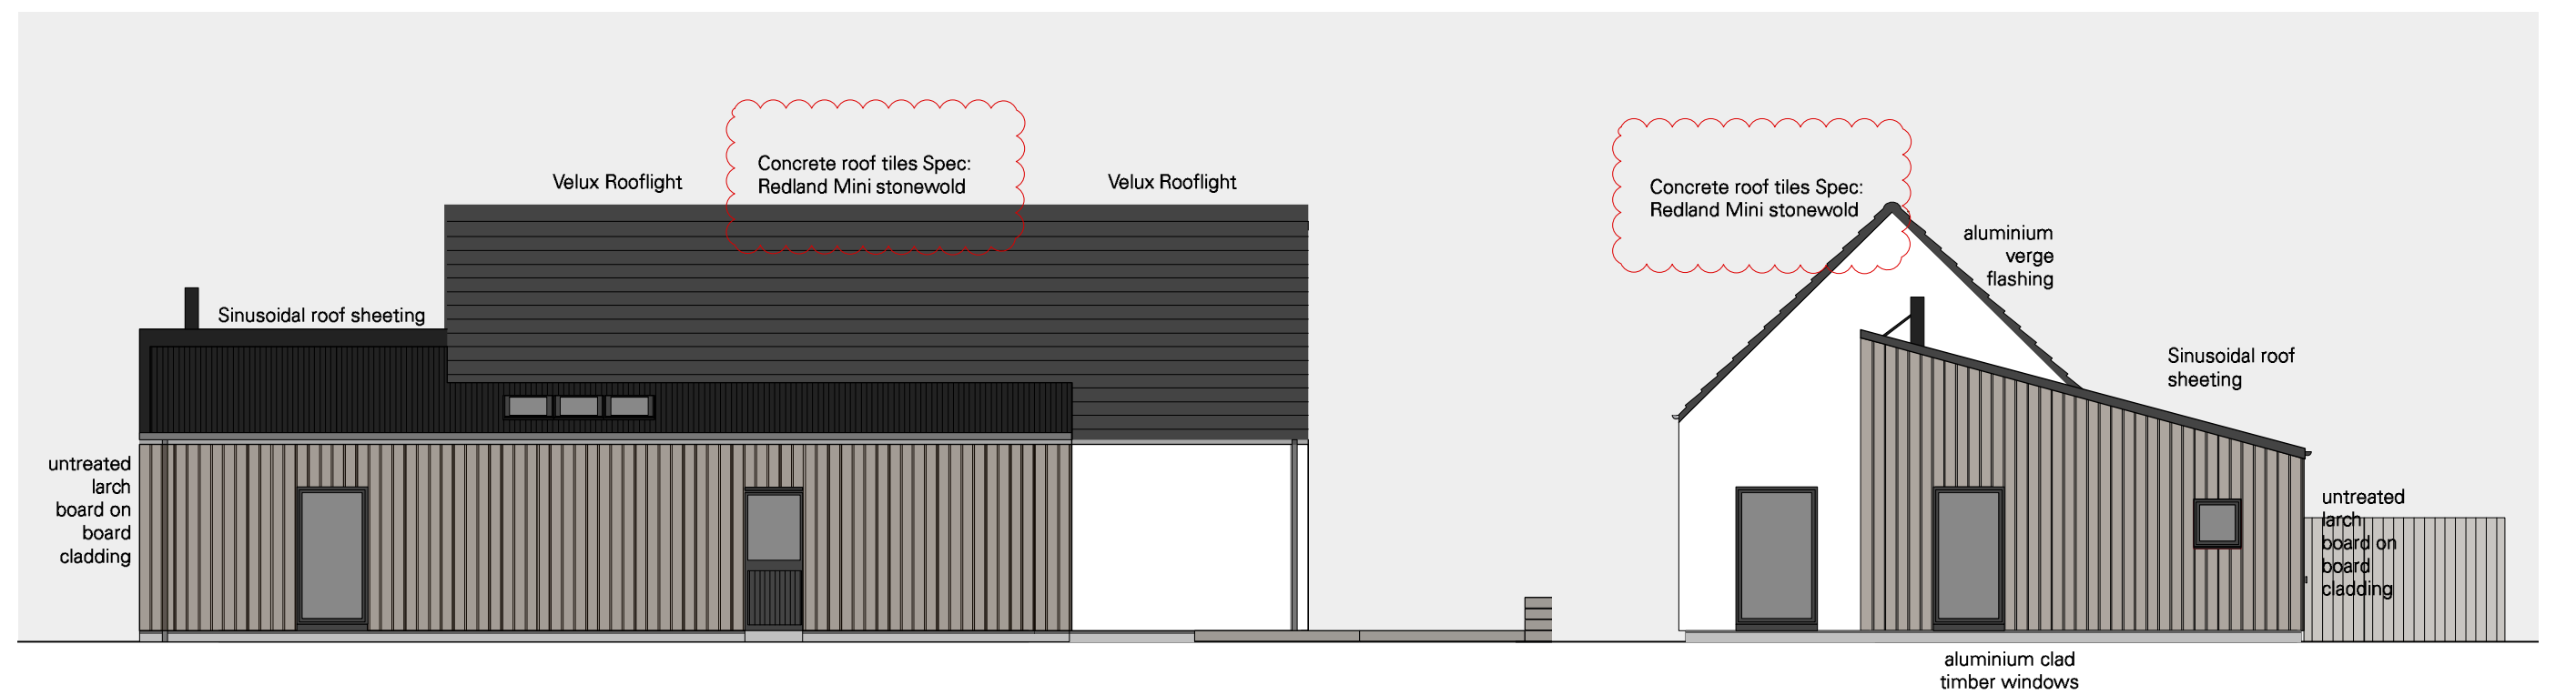 Velux Rooflight
Concrete roof tiles Spec:
Redland Mini stonewold
Velux Rooflight
Sinusoidal roof sheeting
untreated
larch
board on
board
cladding
Concrete roof tiles Spec:
Redland Mini stonewold
aluminium
verge
flashing
Sinusoidal roof
sheeting
untreated
larch
board on
board
cladding
aluminium clad
timber windows